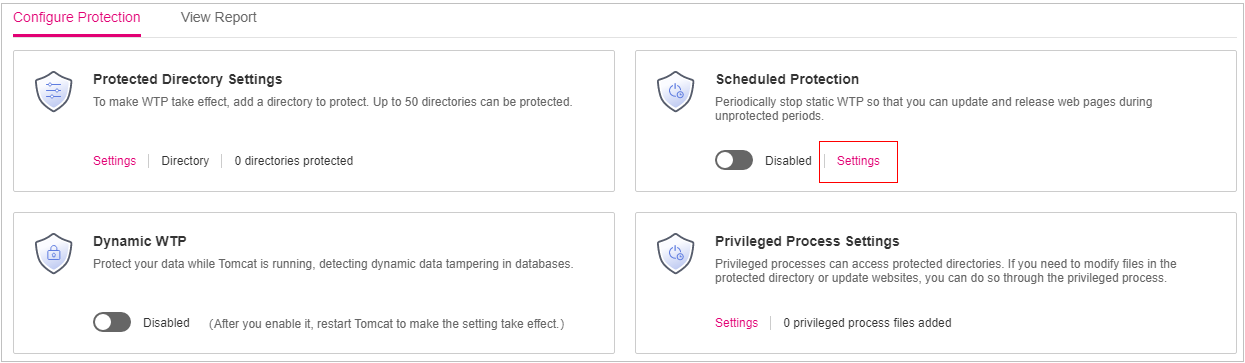 Configure Protection View Report
Protected Directory Settings
To make WTP take effect, add a directory to protect. Up to 50 directories can be protected.
Settings Directory 0 directories protected
Scheduled Protection
Periodically stop static WTP so that you can update and release web pages during
unprotected periods.
Disabled Settings
Dynamic WTP
Protect your data while Tomcat is running, detecting dynamic data tampering in databases.
Disabled (After you enable it, restart Tomcat to make the setting take effect.)
Privileged Process Settings
Privileged processes can access protected directories. If you need to modify files in the
protected directory or update websites, you can do so through the privileged process.
Settings 0 privileged process files added